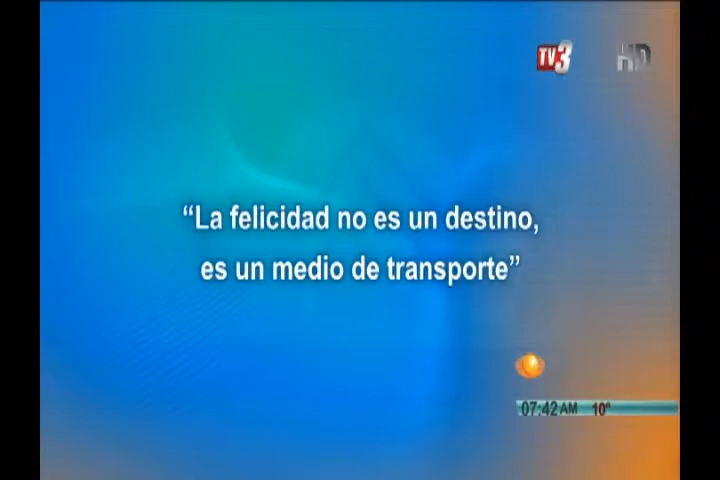 TV3 HD
“La felicidad no es un destino,
es un medio de transporte”
07:42 AM 10°